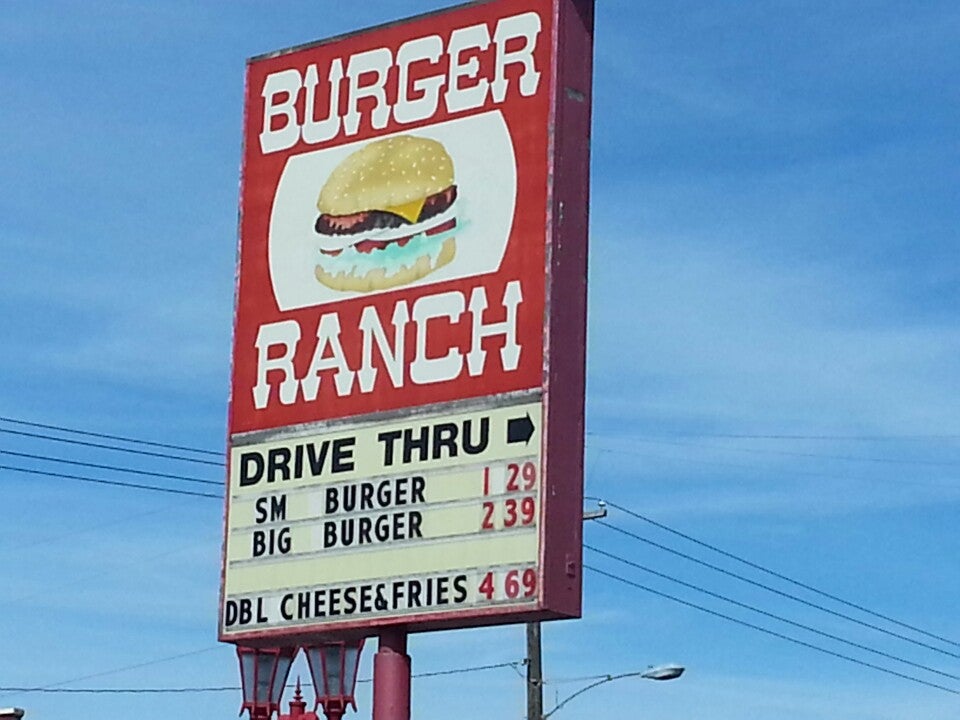 BURGER
RANCH
DRIVE THRU
SM BURGER 1 29
BIG BURGER 2 39
DBL CHEESE&FRIES 4 69